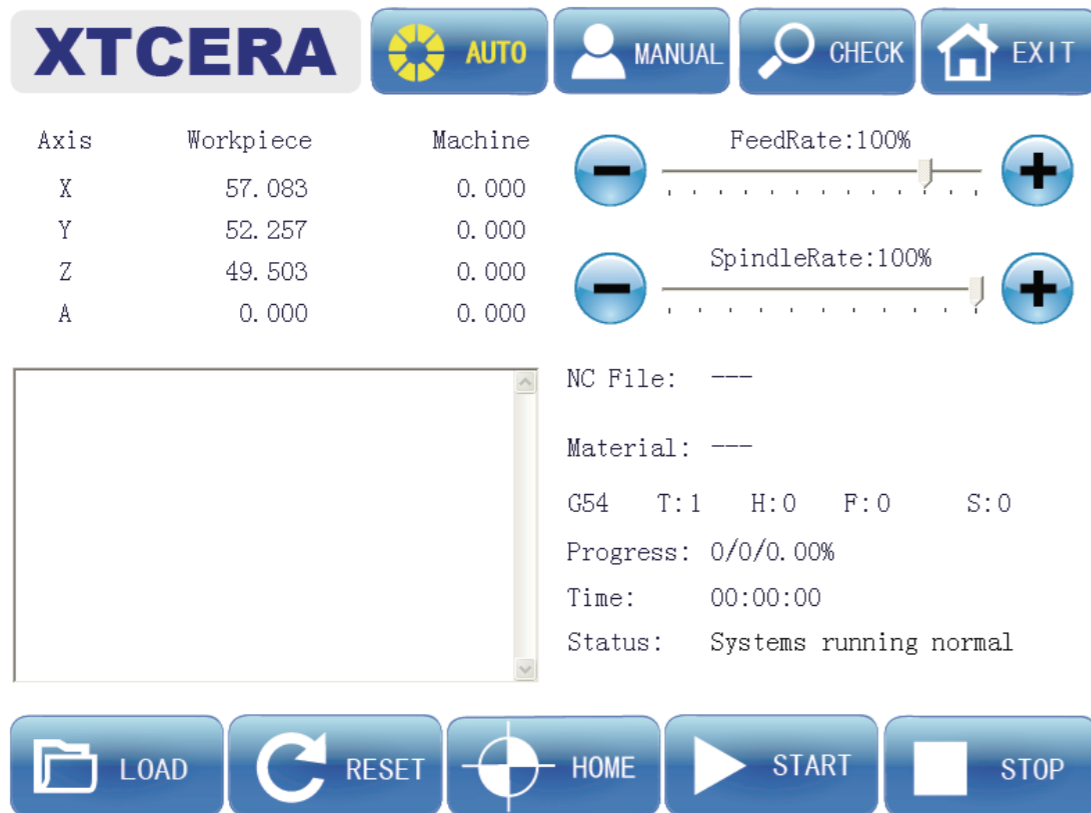 XTCERA AUTO MANUAL CHECK EXIT
Axis Workpiece Machine
X 57.083 0.000
Y 52.257 0.000
Z 49.503 0.000
A 0.000 0.000
FeedRate:100%
SpindleRate:100%
NC File: ---
Material: ---
G54 T:1 H:0 F:0 S:0
Progress: 0/0/0.00%
Time: 00:00:00
Status: Systems running normal
LOAD RESET HOME START STOP